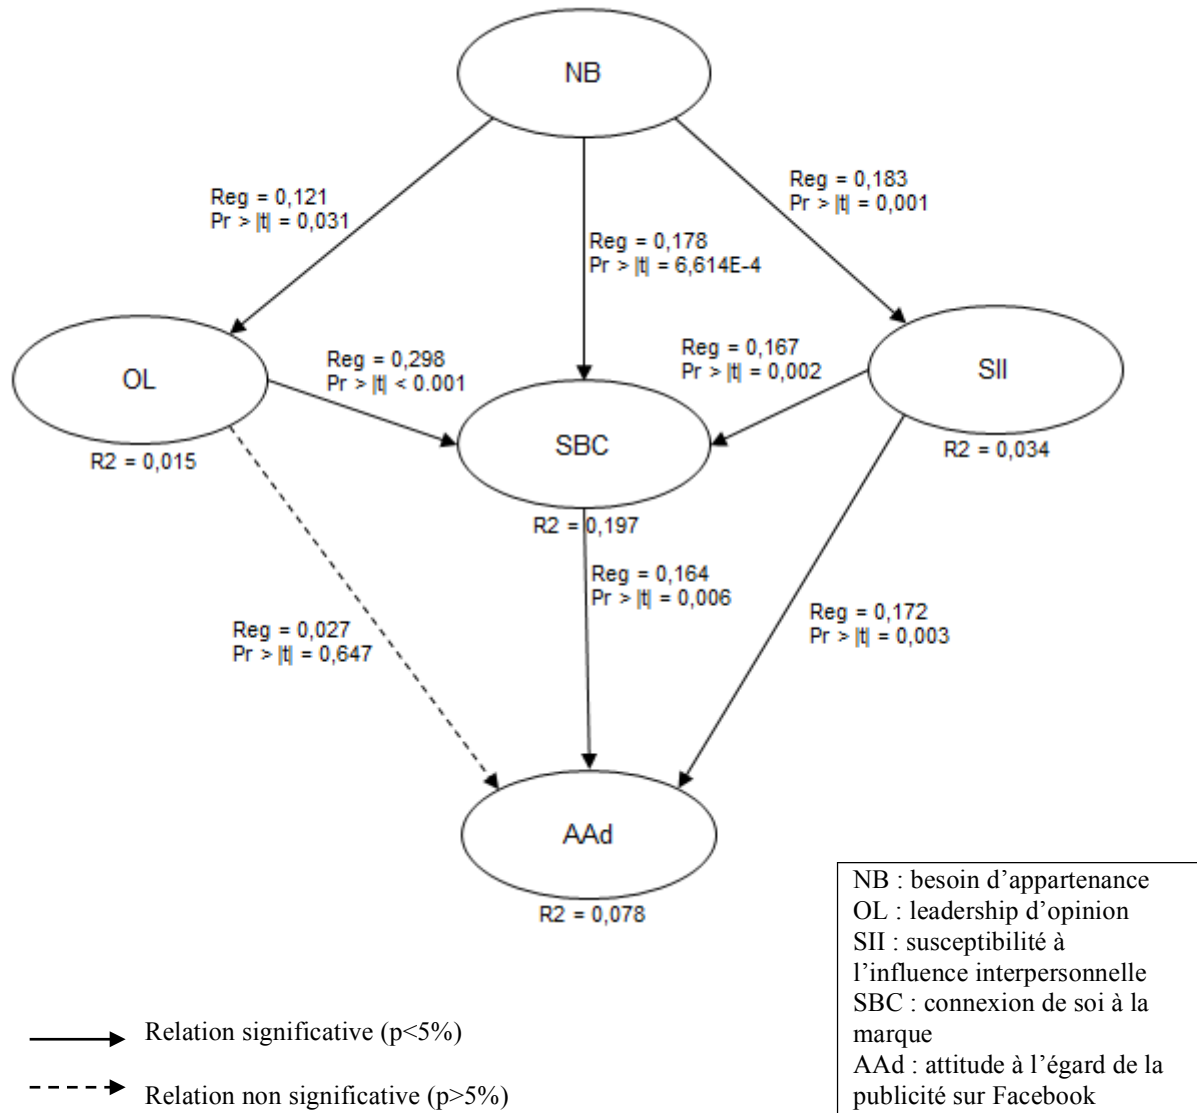 NB
Reg = 0,121
Pr > |t| = 0,031
Reg = 0,183
Pr > |t| = 0,001
Reg = 0,178
Pr > |t| = 6,614E-4
OL
R2 = 0,015
Reg = 0,298
Pr > |t| < 0.001
Reg = 0,167
Pr > |t| = 0,002
SII
R2 = 0,034
SBC
R2 = 0,197
Reg = 0,164
Pr > |t| = 0,006
Reg = 0,027
Pr > |t| = 0,647
Reg = 0,172
Pr > |t| = 0,003
AAd
R2 = 0,078
NB : besoin d’appartenance
OL : leadership d’opinion
SII : susceptibilité à
l’influence interpersonnelle
SBC : connexion de soi à la
marque
AAd : attitude à l’égard de la
publicité sur Facebook
Relation significative (p<5%)
Relation non significative (p>5%)